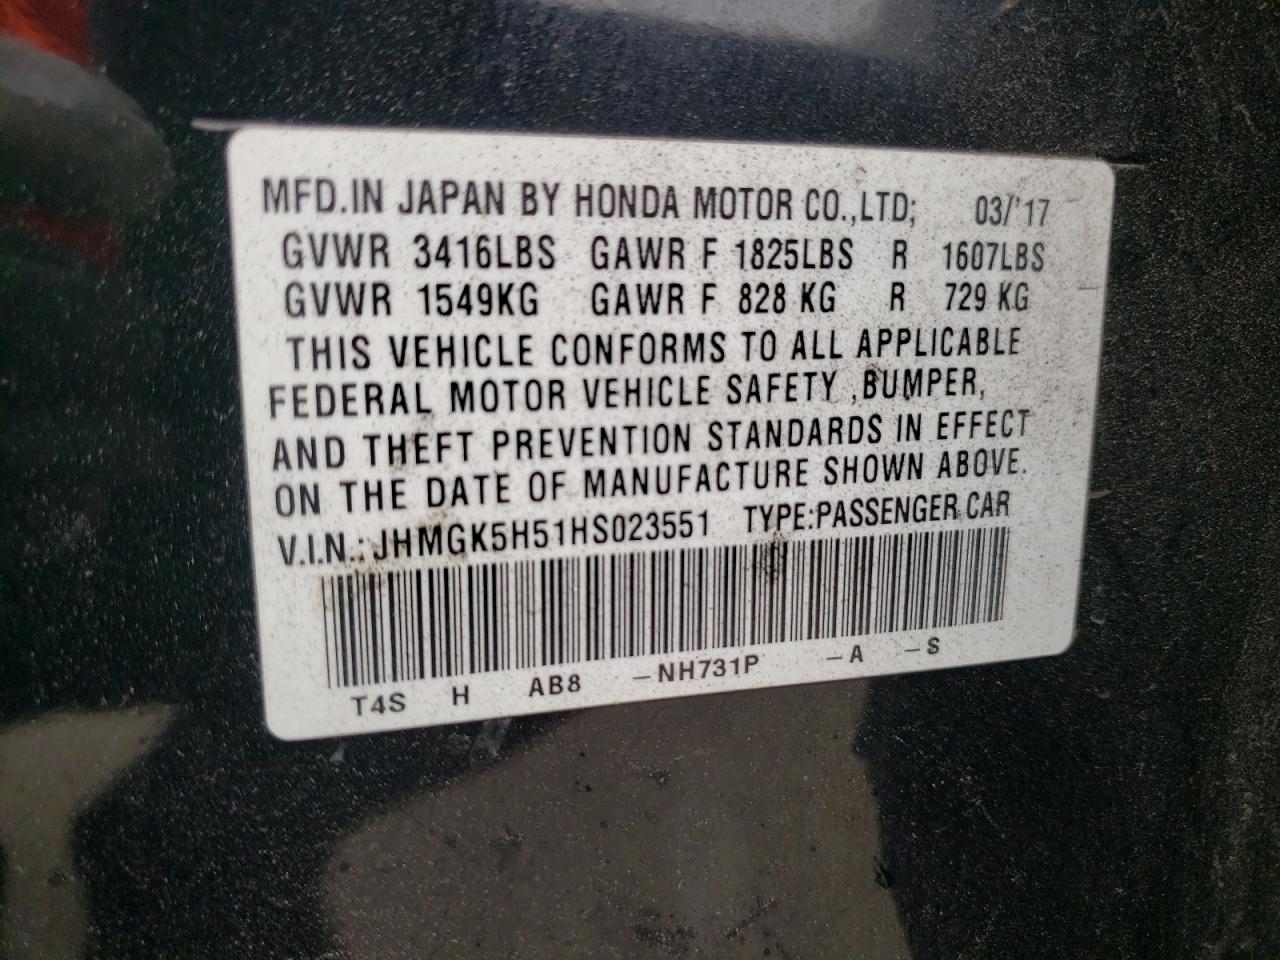 MFD.IN JAPAN BY HONDA MOTOR CO.,LTD; 03/'17
GVWR 3416LBS GAWR F 1825LBS R 1607LBS
GVWR 1549KG GAWR F 828 KG R 729 KG
THIS VEHICLE CONFORMS TO ALL APPLICABLE
FEDERAL MOTOR VEHICLE SAFETY ,BUMPER,
AND THEFT PREVENTION STANDARDS IN EFFECT
ON THE DATE OF MANUFACTURE SHOWN ABOVE.
V.I.N.: JHMGK5H51HS023551 TYPE:PASSENGER CAR
T4S H AB8 –NH731P –A –S